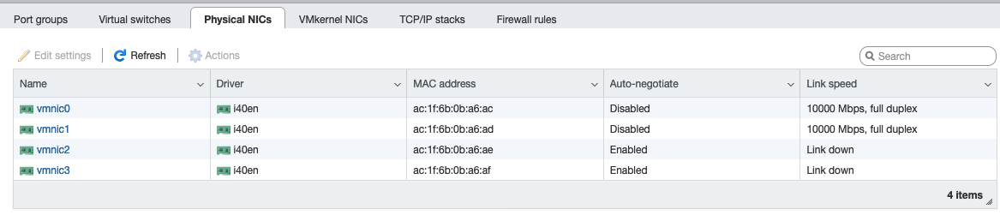 Port groups Virtual switches Physical NICs VMkernel NICs TCP/IP stacks Firewall rules
Edit settings Refresh Actions Search
Name Driver MAC address Auto-negotiate Link speed
vmnic0 i40en ac:1f:6b:0b:a6:ac Disabled 10000 Mbps, full duplex
vmnic1 i40en ac:1f:6b:0b:a6:ad Disabled 10000 Mbps, full duplex
vmnic2 i40en ac:1f:6b:0b:a6:ae Enabled Link down
vmnic3 i40en ac:1f:6b:0b:a6:af Enabled Link down
4 items